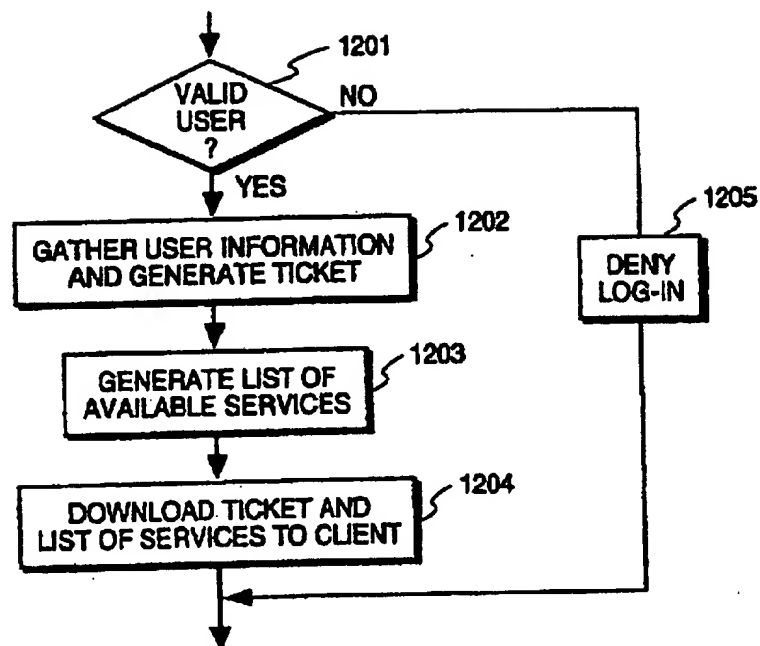 1201
VALID
USER
?
NO
YES
1202
GATHER USER INFORMATION
AND GENERATE TICKET
1205
DENY
LOG-IN
1203
GENERATE LIST OF
AVAILABLE SERVICES
1204
DOWNLOAD TICKET AND
LIST OF SERVICES TO CLIENT